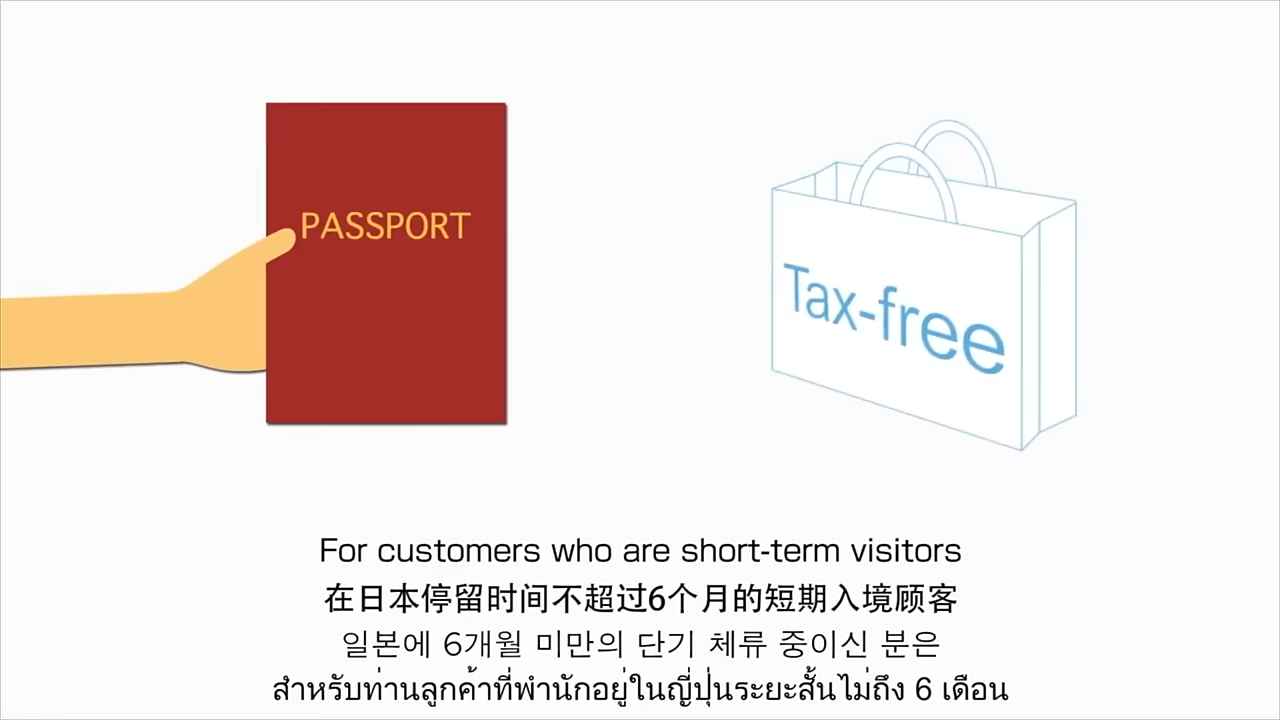 PASSPORT
Tax-free
For customers who are short-term visitors
在日本停留时间不超过6个月的短期入境顾客
일본에 6개월 미만의 단기 체류 중이신 분은
สำหรับท่านลูกค้าที่พำนักอยู่ในญี่ปุ่นระยะสั้นไม่ถึง 6 เดือน